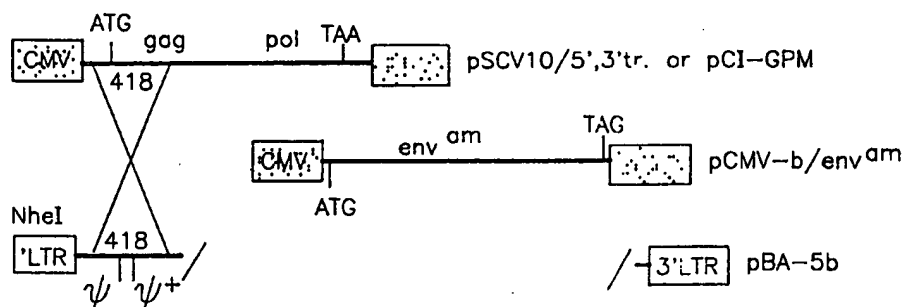 ATG gag pol TAA
CMV pSCV10/5',3'tr. or pCI-GPM
418
env am TAG
CMV pCMV-b/env am
ATG
NheI
418
'LTR 3'LTR pBA-5b
ψ ψ+